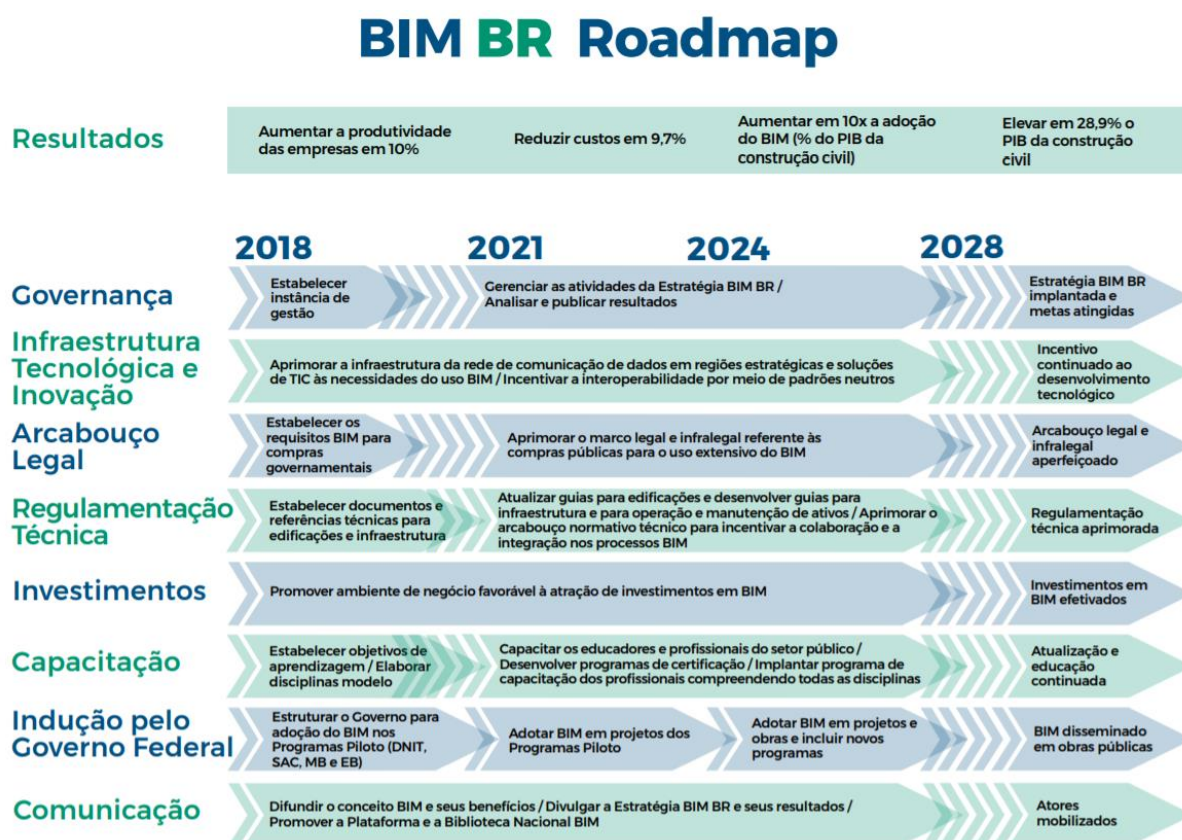 BIM BR Roadmap
Resultados
Aumentar a produtividade
das empresas em 10%
Reduzir custos em 9,7%
Aumentar em 10x a adoção
do BIM (% do PIB da
construção civil)
Elevar em 28,9% o
PIB da construção
civil
2018
2021
2024
2028
Governança
Estabelecer
instância de
gestão
Gerenciar as atividades da Estratégia BIM BR /
Analisar e publicar resultados
Estratégia BIM BR
implantada e
metas atingidas
Infraestrutura
Tecnológica e
Inovação
Aprimorar a infraestrutura da rede de comunicação de dados em regiões estratégicas e soluções
de TIC às necessidades do uso BIM / Incentivar a interoperabilidade por meio de padrões neutros
Incentivo
continuado ao
desenvolvimento
tecnológico
Arcabouço
Legal
Estabelecer os
requisitos BIM para
compras
governamentais
Aprimorar o marco legal e infralegal referente às
compras públicas para o uso extensivo do BIM
Arcabouço legal e
infralegal
aperfeiçoado
Regulamentação
Técnica
Estabelecer documentos e
referências técnicas para
edificações e infraestrutura
Atualizar guias para edificações e desenvolver guias para
infraestrutura e para operação e manutenção de ativos / Aprimorar o
arcabouço normativo técnico para incentivar a colaboração e a
integração nos processos BIM
Regulamentação
técnica aprimorada
Investimentos
Promover ambiente de negócio favorável à atração de investimentos em BIM
Investimentos em
BIM efetivados
Capacitação
Estabelecer objetivos de
aprendizagem / Elaborar
disciplinas modelo
Capacitar os educadores e profissionais do setor público /
Desenvolver programas de certificação / Implantar programa de
capacitação dos profissionais compreendendo todas as disciplinas
Atualização e
educação
continuada
Indução pelo
Governo Federal
Estruturar o Governo para
adoção do BIM nos
Programas Piloto (DNIT,
SAC, MB e EB)
Adotar BIM em projetos dos
Programas Piloto
Adotar BIM em projetos e
obras e incluir novos
programas
BIM disseminado
em obras públicas
Comunicação
Difundir o conceito BIM e seus benefícios / Divulgar a Estratégia BIM BR e seus resultados /
Promover a Plataforma e a Biblioteca Nacional BIM
Atores
mobilizados